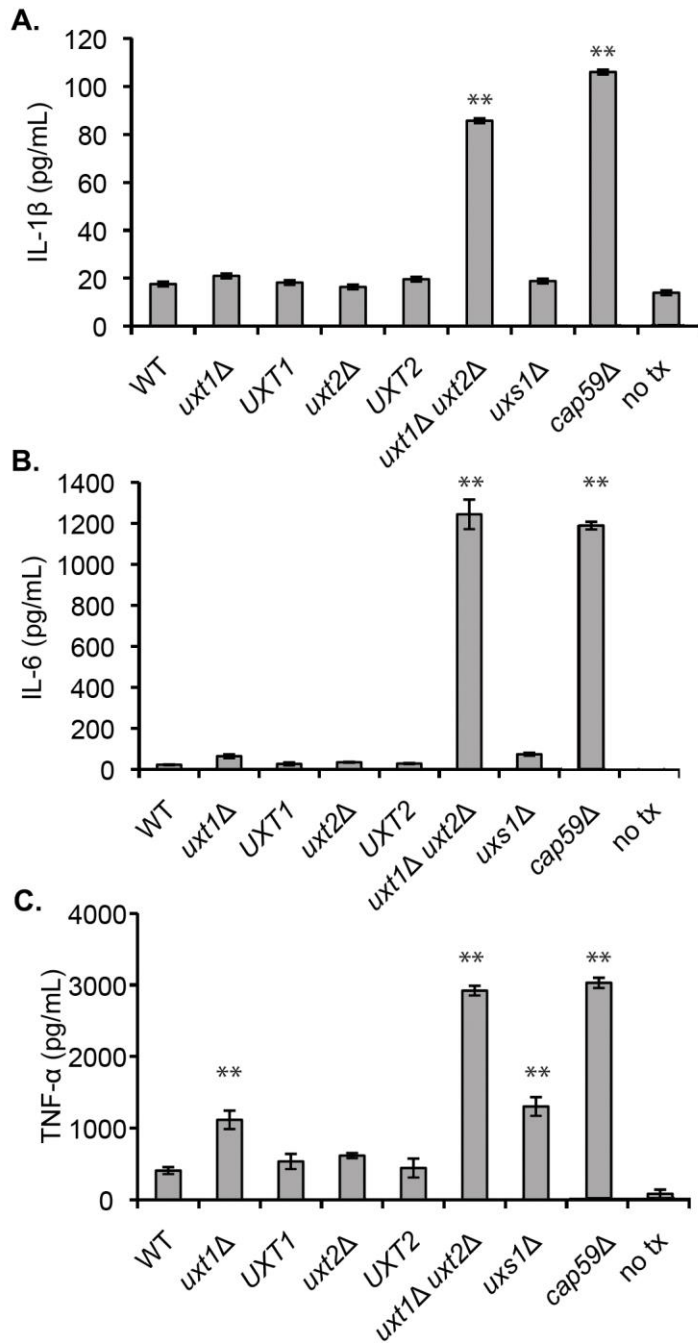 A.
IL-1β (pg/mL)
120
100
80
60
40
20
0
**
**
WT
uxt1Δ
UXT1
uxt2Δ
UXT2
uxt1Δ uxt2Δ
uxs1Δ
cap59Δ
no tx
B.
IL-6 (pg/mL)
1400
1200
1000
800
600
400
200
0
**
**
WT
uxt1Δ
UXT1
uxt2Δ
UXT2
uxt1Δ uxt2Δ
uxs1Δ
cap59Δ
no tx
C.
TNF-α (pg/mL)
4000
3000
2000
1000
0
**
**
**
**
WT
uxt1Δ
UXT1
uxt2Δ
UXT2
uxt1Δ uxt2Δ
uxs1Δ
cap59Δ
no tx